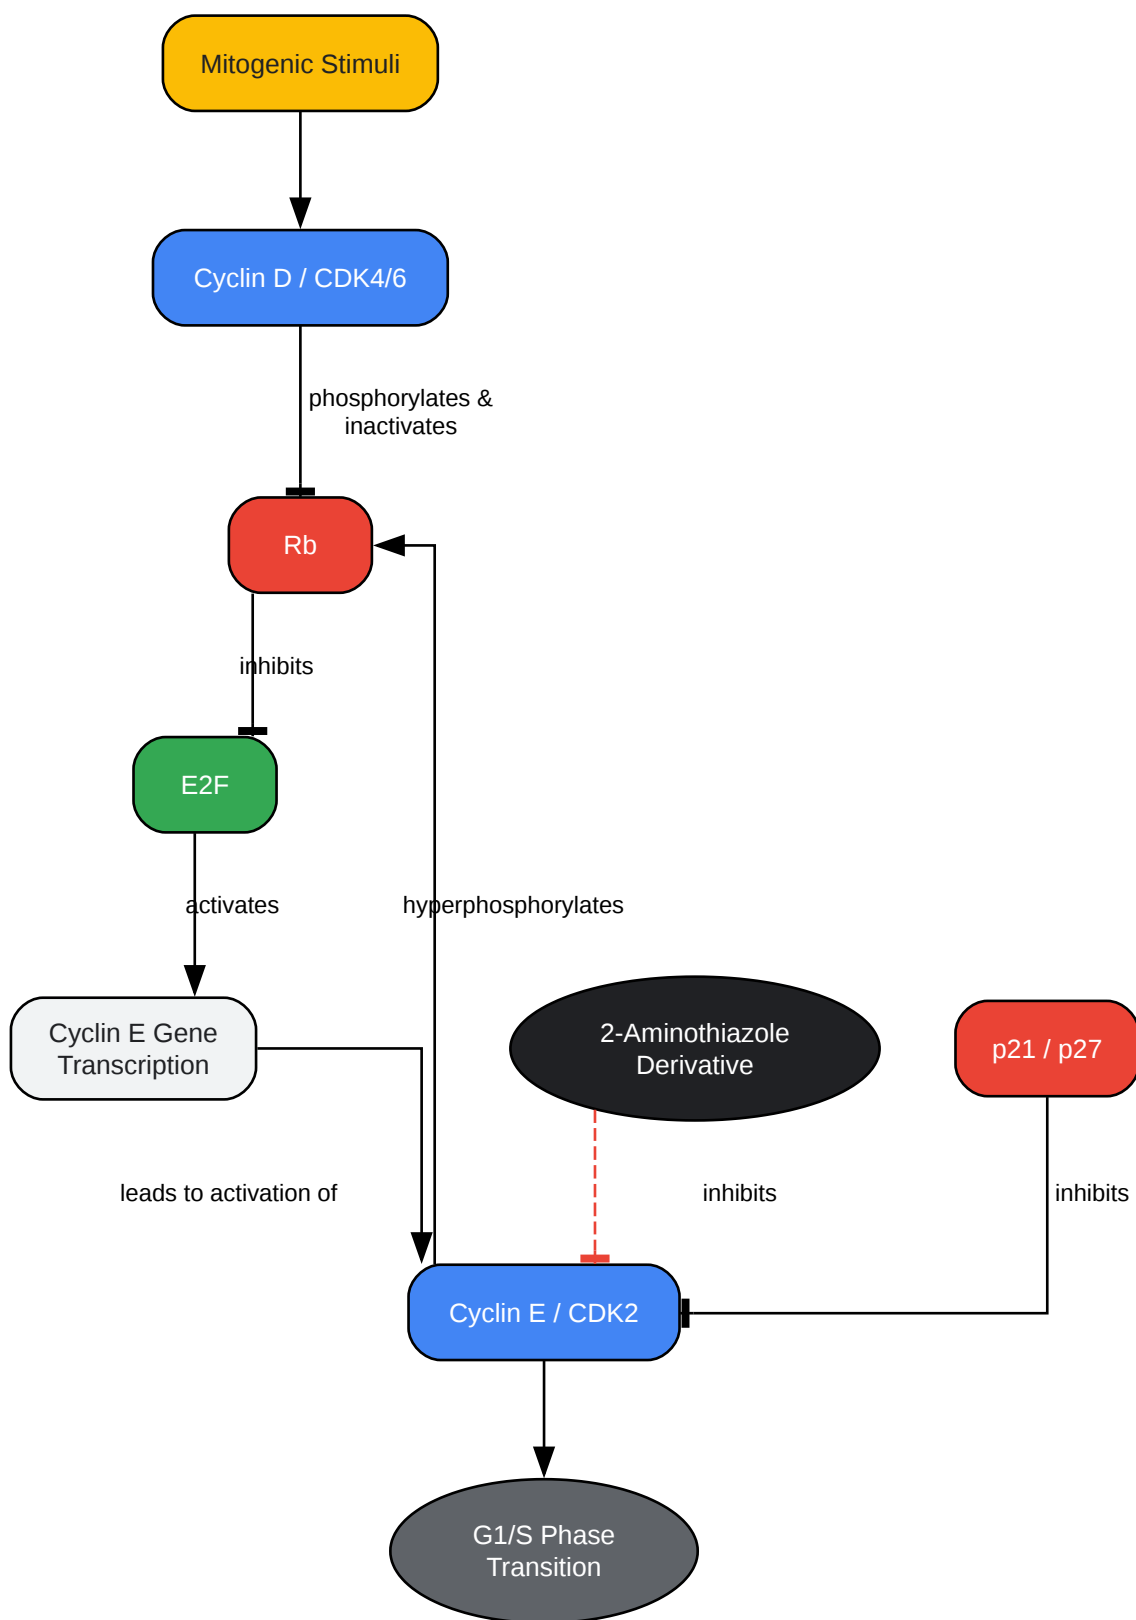 Mitogenic Stimuli
Cyclin D / CDK4/6
phosphorylates &
inactivates
Rb
inhibits
E2F
activates
hyperphosphorylates
Cyclin E Gene
Transcription
2-Aminothiazole
Derivative
p21 / p27
leads to activation of
inhibits
inhibits
Cyclin E / CDK2
G1/S Phase
Transition